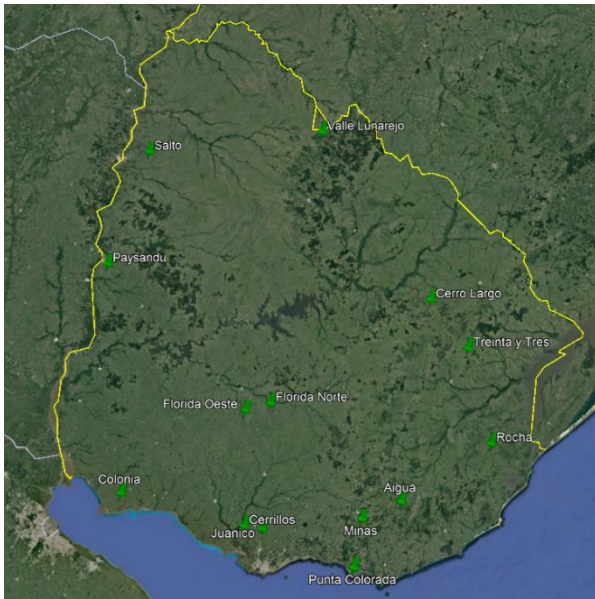 Valle Lunarejo
Salto
Paysandu
Cerro Largo
Treinta y Tres
Florida Oeste
Florida Norte
Rocha
Colonia
Aigua
Cerrillos
Juanico
Minas
Punta Colorada